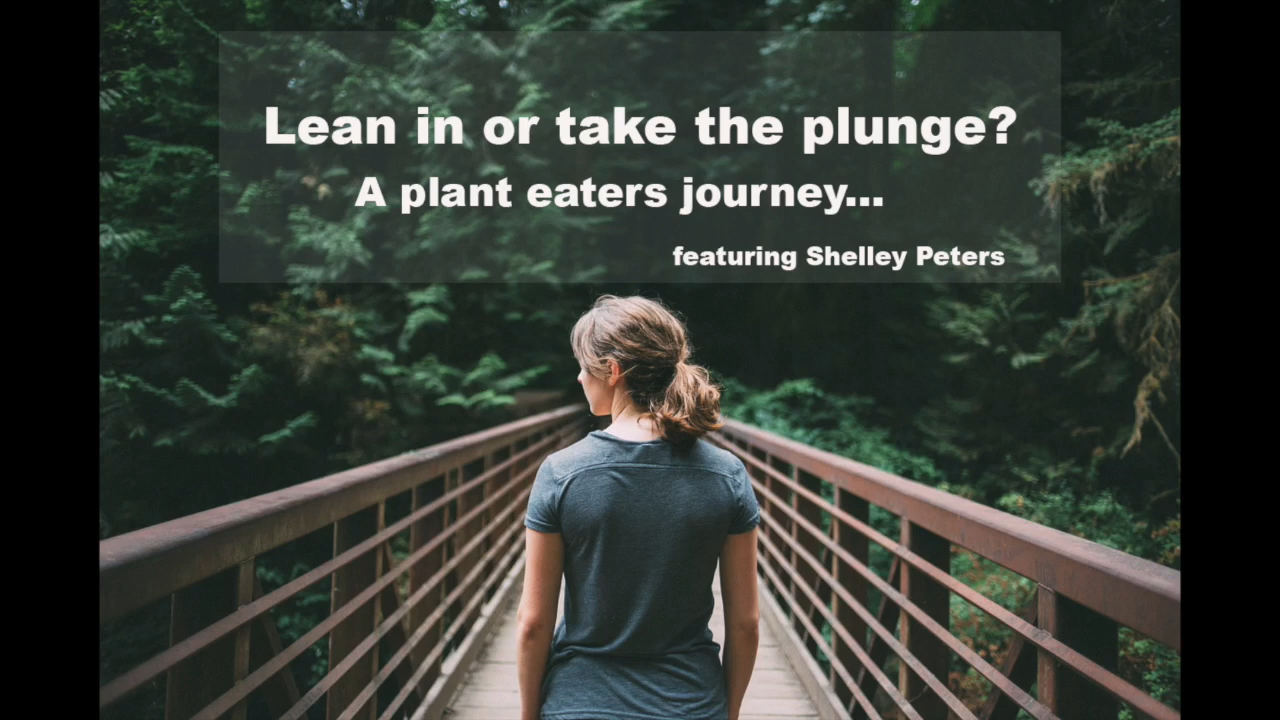 Lean in or take the plunge?
A plant eaters journey...
featuring Shelley Peters